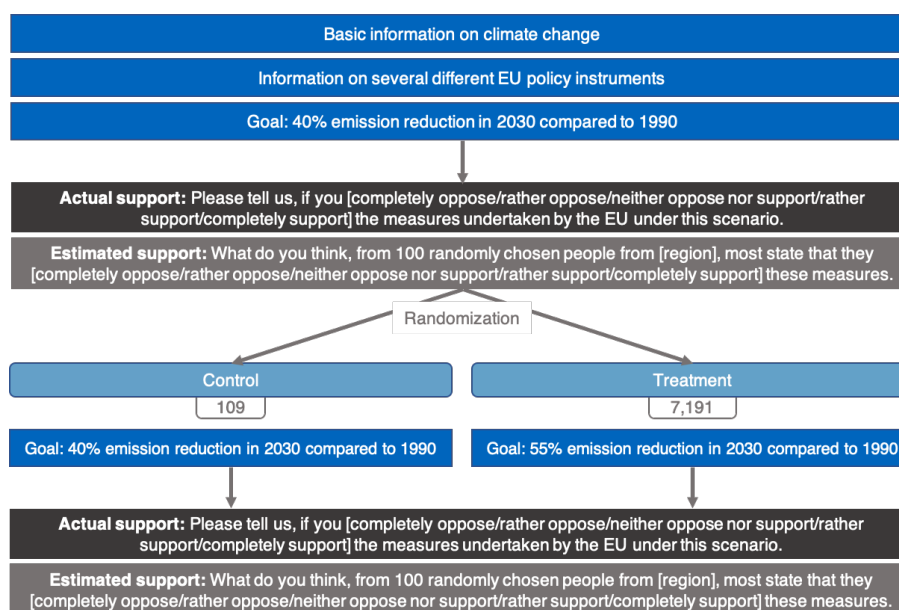 Basic information on climate change
Information on several different EU policy instruments
Goal: 40% emission reduction in 2030 compared to 1990
Actual support: Please tell us, if you [completely oppose/rather oppose/neither oppose nor support/rather
support/completely support] the measures undertaken by the EU under this scenario.
Estimated support: What do you think, from 100 randomly chosen people from [region], most state that they
[completely oppose/rather oppose/neither oppose nor support/rather support/completely support] these measures.
Randomization
Control
Treatment
109
7,191
Goal: 40% emission reduction in 2030 compared to 1990
Goal: 55% emission reduction in 2030 compared to 1990
Actual support: Please tell us, if you [completely oppose/rather oppose/neither oppose nor support/rather
support/completely support] the measures undertaken by the EU under this scenario.
Estimated support: What do you think, from 100 randomly chosen people from [region], most state that they
[completely oppose/rather oppose/neither oppose nor support/rather support/completely support] these measures.